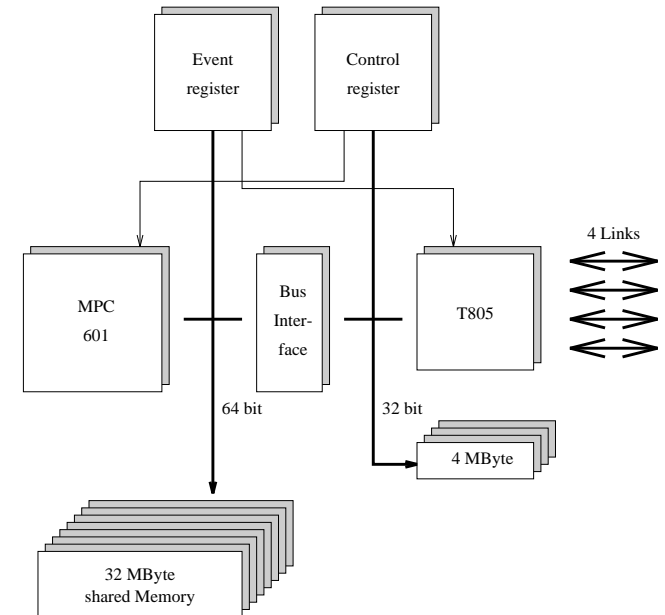 Event
register
Control
register
4 Links
MPC
601
Bus
Inter-
face
T805
64 bit
32 bit
4 MByte
32 MByte
shared Memory